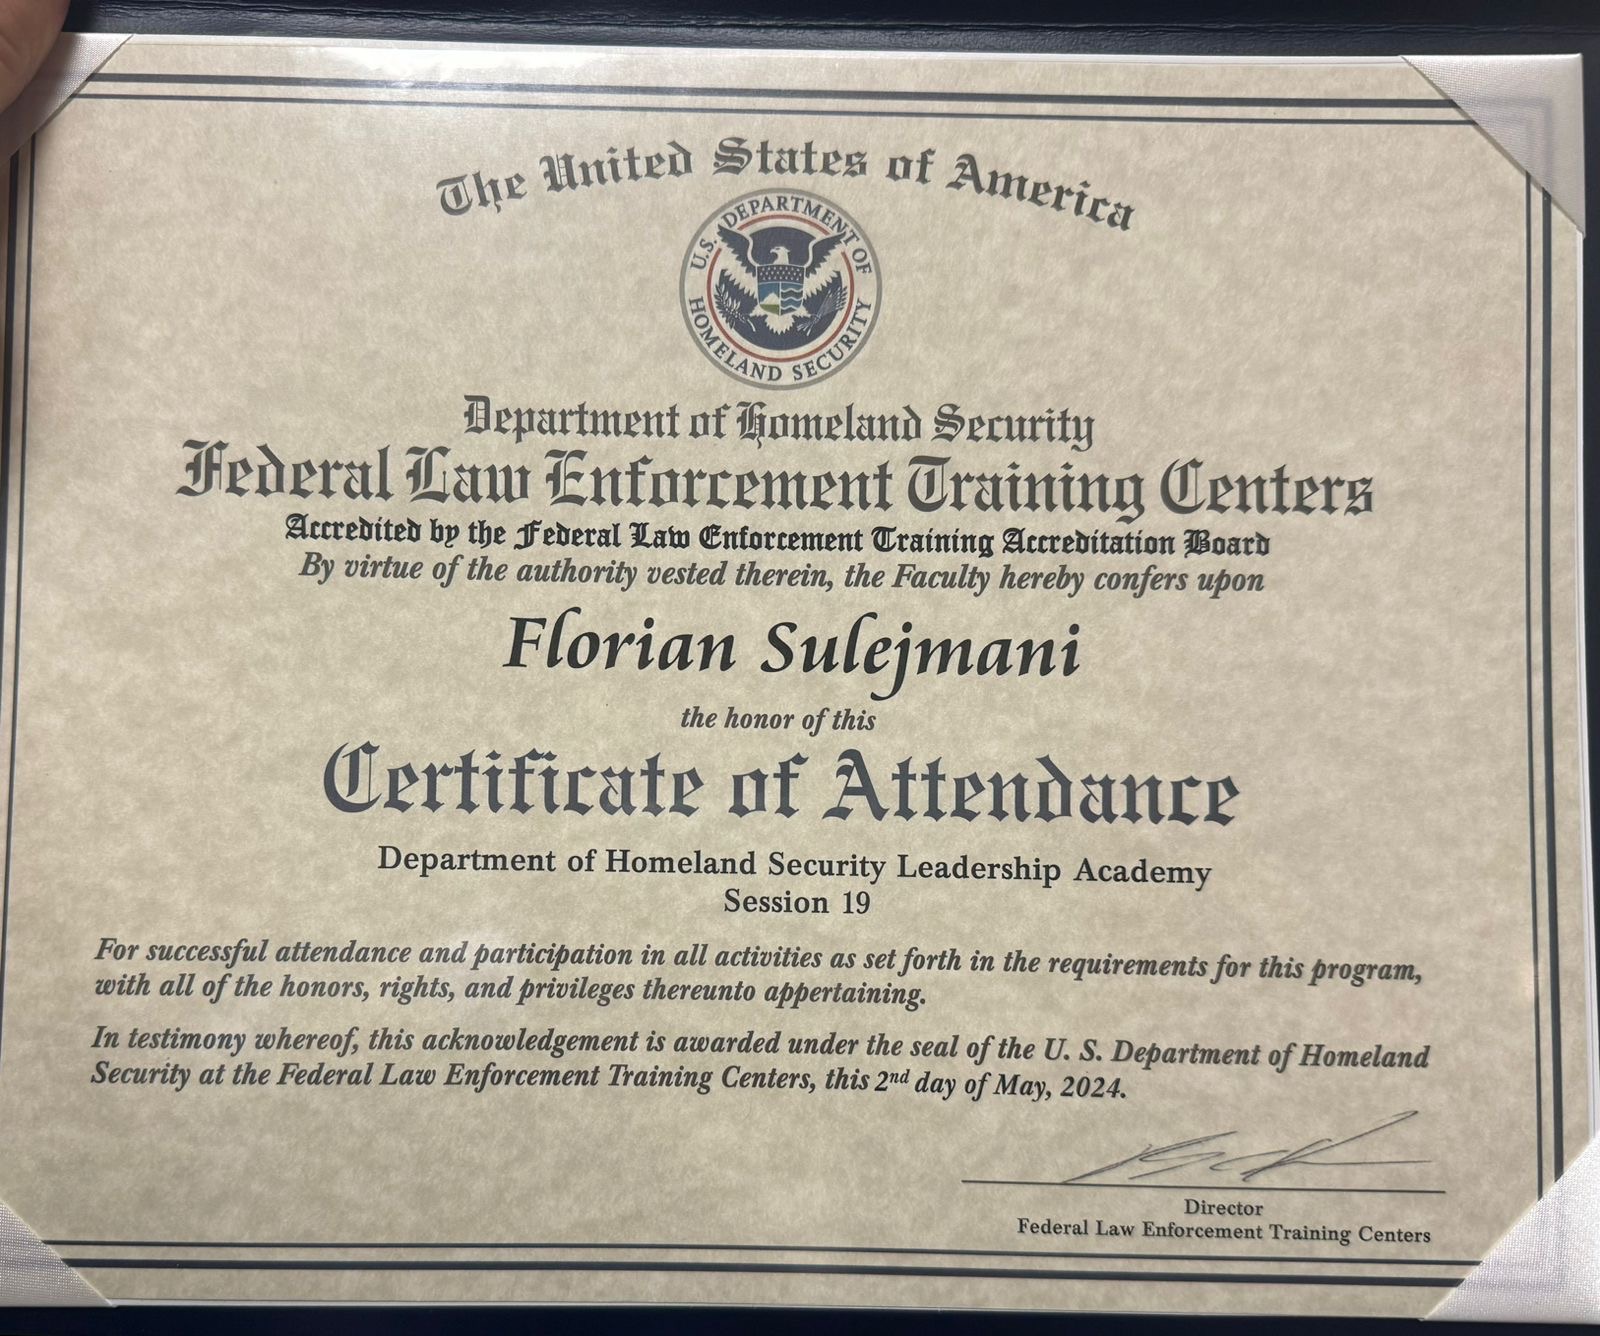 The United States of America
U.S. DEPARTMENT OF HOMELAND SECURITY
Department of Homeland Security
Federal Law Enforcement Training Centers
Accredited by the Federal Law Enforcement Training Accreditation Board
By virtue of the authority vested therein, the Faculty hereby confers upon
Florian Sulejmani
the honor of this
Certificate of Attendance
Department of Homeland Security Leadership Academy
Session 19
For successful attendance and participation in all activities as set forth in the requirements for this program,
with all of the honors, rights, and privileges thereunto appertaining.
In testimony whereof, this acknowledgement is awarded under the seal of the U. S. Department of Homeland
Security at the Federal Law Enforcement Training Centers, this 2nd day of May, 2024.
Director
Federal Law Enforcement Training Centers